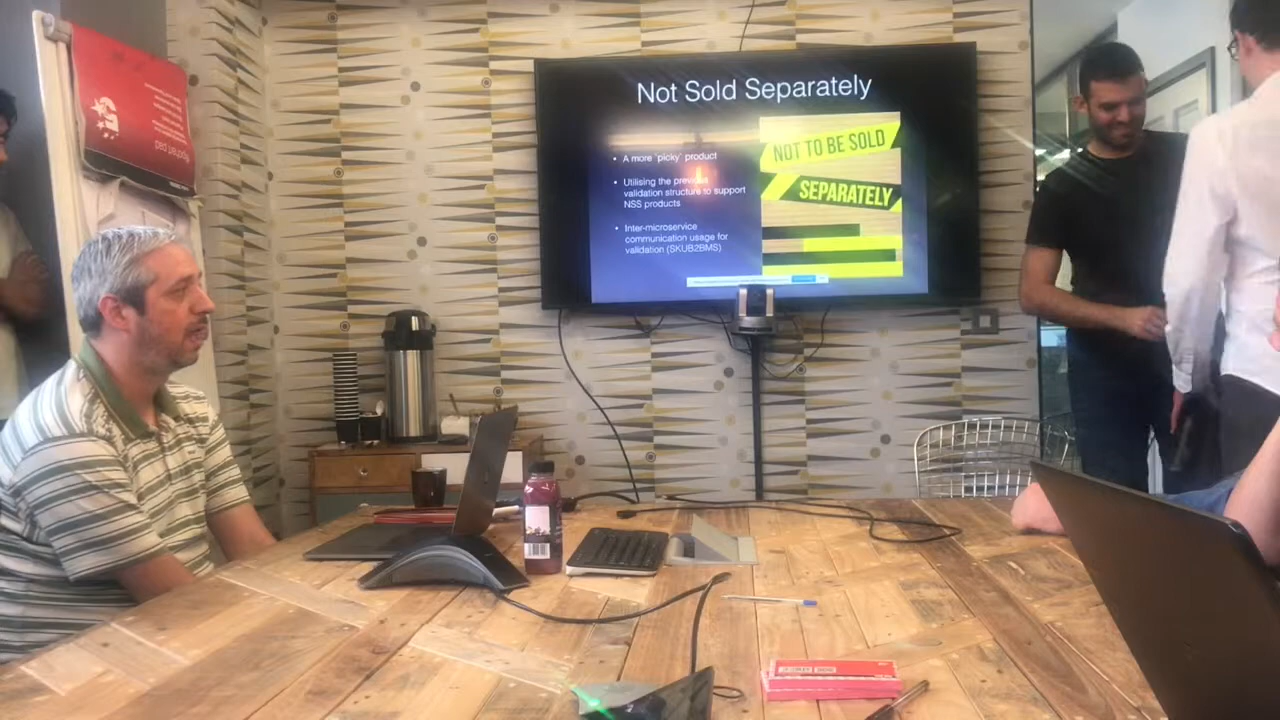 Not Sold Separately
• A more 'picky' product
• Utilising the previous
validation structure to support
NSS products
• Inter-microservice
communication usage for
validation (SKUB2BMS)
NOT TO BE SOLD
SEPARATELY